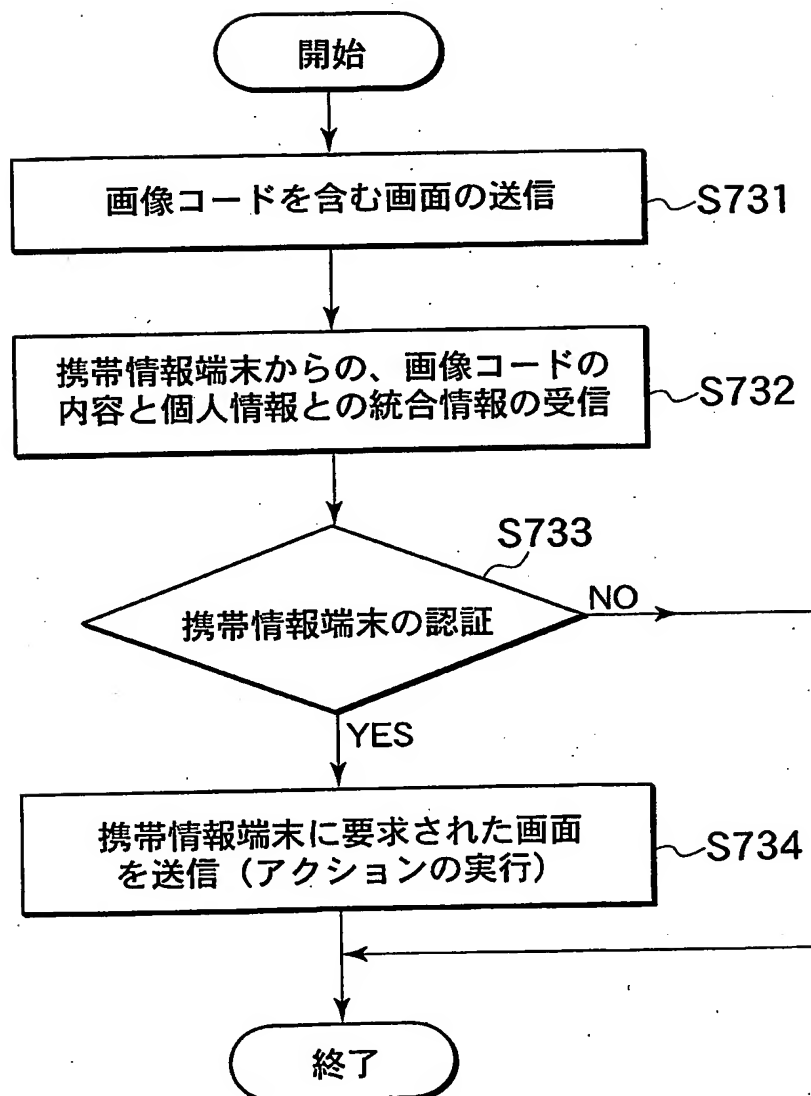 開始
画像コードを含む画面の送信
S731
携帯情報端末からの、画像コードの
内容と個人情報との統合情報の受信
S732
S733
携帯情報端末の認証
NO
YES
携帯情報端末に要求された画面
を送信（アクションの実行）
S734
終了